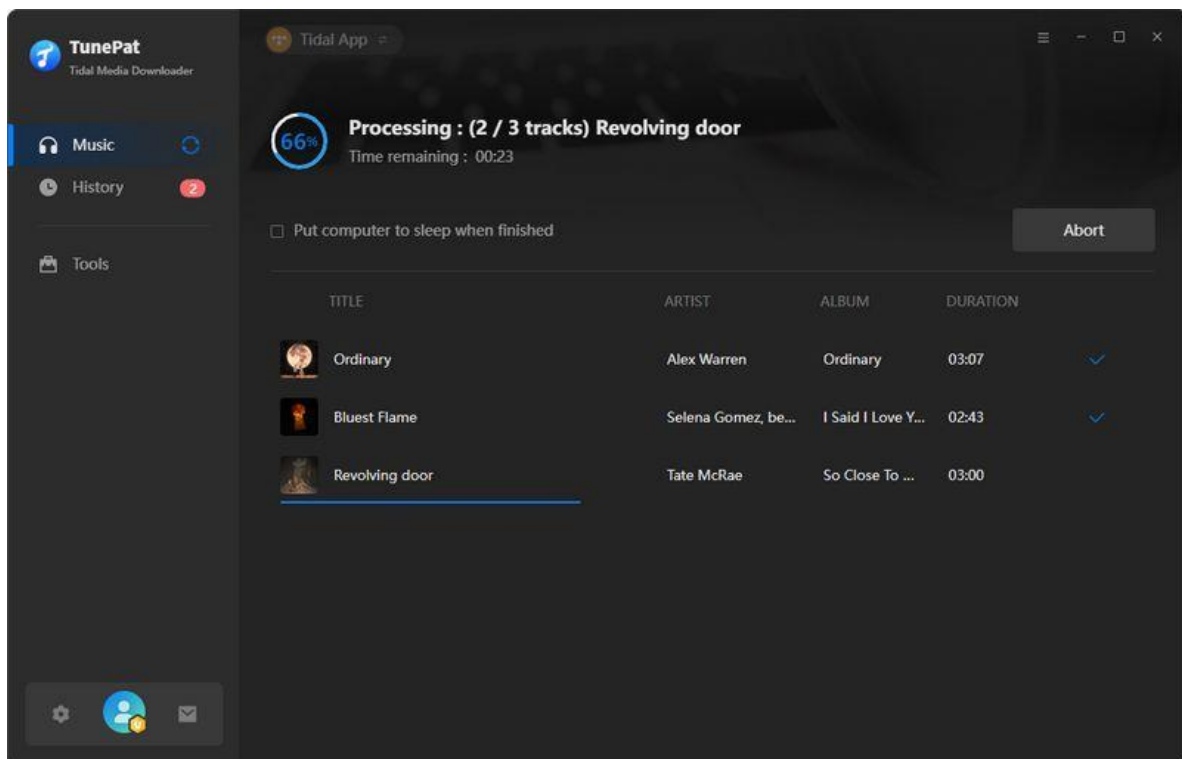 TunePat
Tidal Media Downloader
Tidal App
Music
History 2
Tools
66%
Processing : (2 / 3 tracks) Revolving door
Time remaining : 00:23
Put computer to sleep when finished
Abort
TITLE ARTIST ALBUM DURATION
Ordinary Alex Warren Ordinary 03:07
Bluest Flame Selena Gomez, be... I Said I Love Y... 02:43
Revolving door Tate McRae So Close To ... 03:00